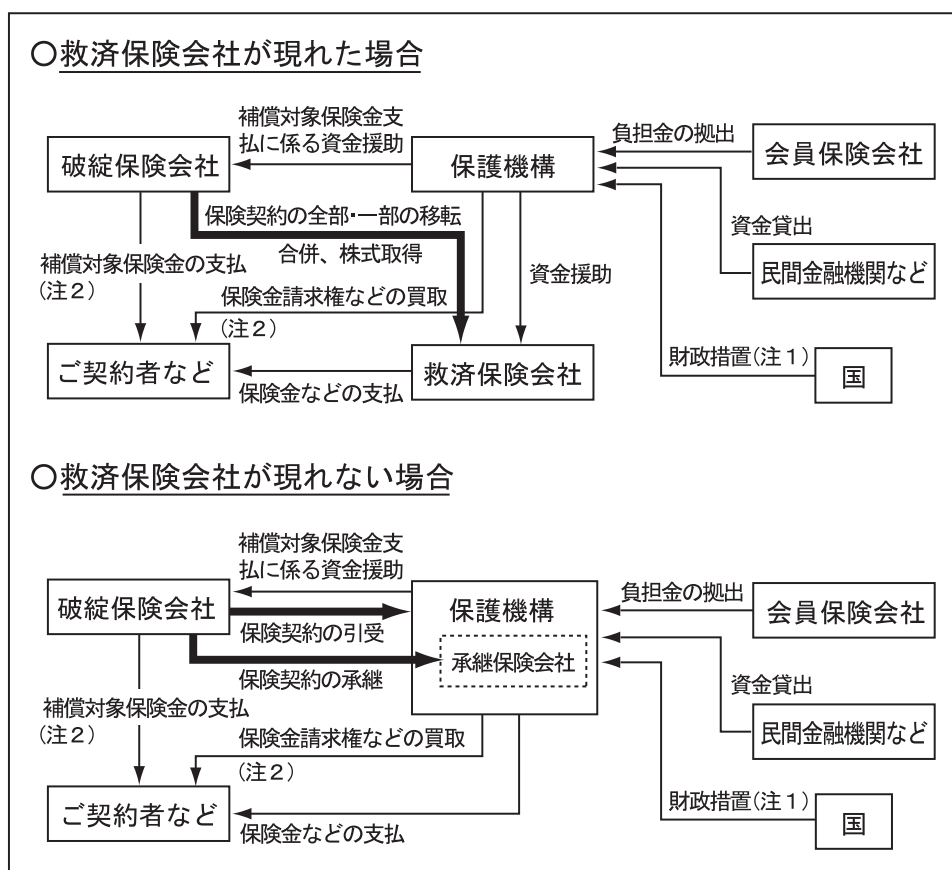 ○救済保険会社が現れた場合
補償対象保険金支
払に係る資金援助
負担金の拠出
会員保険会社
破綻保険会社
保護機構
保険契約の全部・一部の移転
合併、株式取得
資金貸出
民間金融機関など
補償対象保険金の支払
(注2)
資金援助
保険金請求権などの買取
(注2)
財政措置(注1)
国
ご契約者など
救済保険会社
保険金などの支払
○救済保険会社が現れない場合
補償対象保険金支
払に係る資金援助
破綻保険会社
保護機構
負担金の拠出
会員保険会社
保険契約の引受
承継保険会社
保険契約の承継
資金貸出
民間金融機関など
補償対象保険金の支払
(注2)
保険金請求権などの買取
(注2)
財政措置(注1)
国
ご契約者など
保険金などの支払